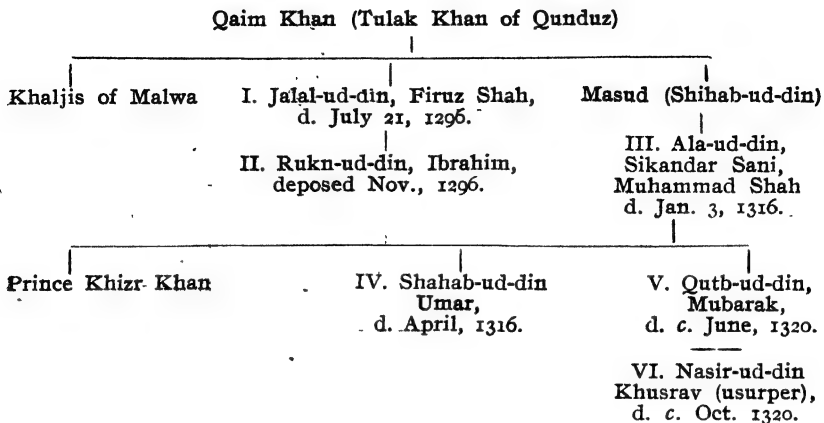 Qaim Khan (Tulak Khan of Qunduz)
Khaljis of Malwa
I. Jalal-ud-din, Firuz Shah,
d. July 21, 1296.
II. Rukn-ud-din, Ibrahim,
deposed Nov., 1296.
Masud (Shihab-ud-din)
III. Ala-ud-din,
Sikandar Sani,
Muhammad Shah
d. Jan. 3, 1316.
Prince Khizr Khan
IV. Shahab-ud-din
Umar,
d. April, 1316.
V. Qutb-ud-din,
Mubarak,
d. c. June, 1320.
VI. Nasir-ud-din
Khusrav (usurper),
d. c. Oct. 1320.